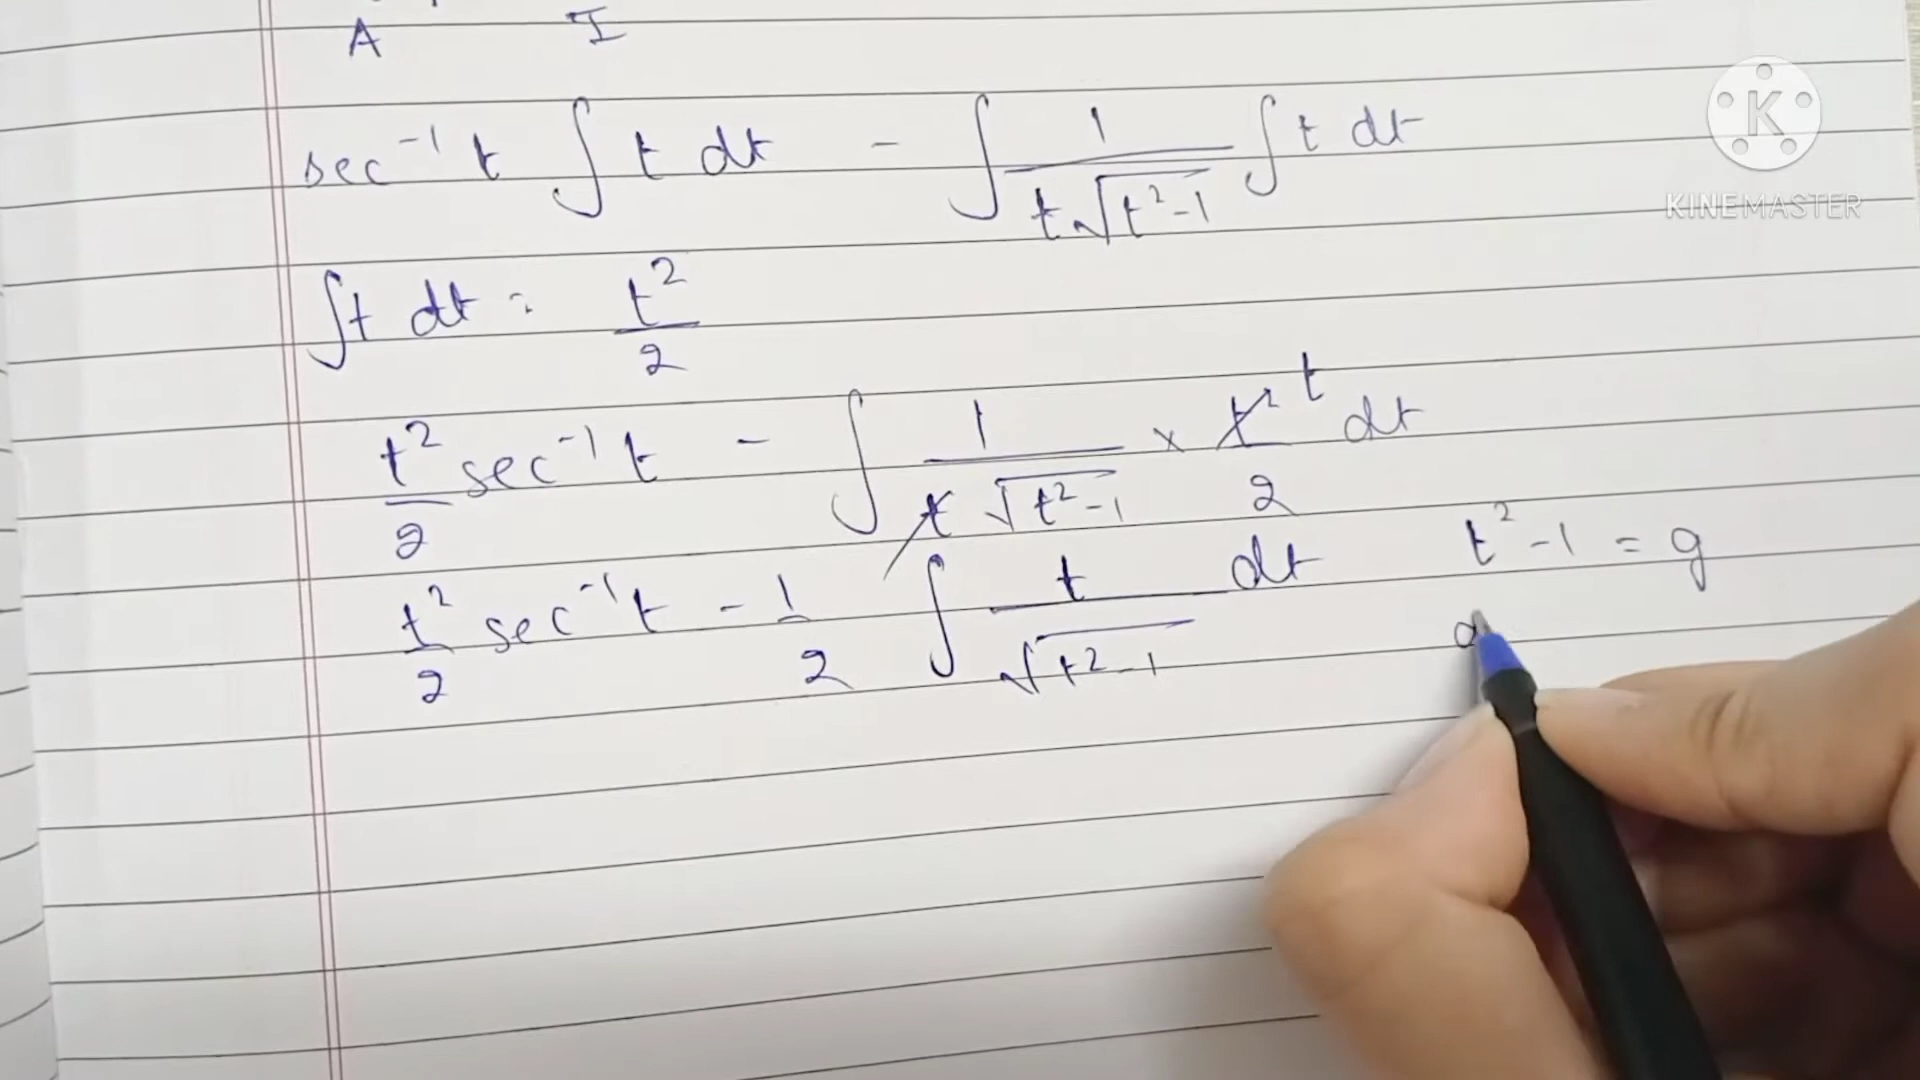 A I
sec⁻¹ t ∫ t dt - ∫ 1/(t√(t²-1)) ∫ t dt
K
KINEMASTER
∫t dt = t²/2
t²/2 sec⁻¹ t - ∫ 1/(t√(t²-1)) × t²/2 t dt
t²/2 sec⁻¹ t - 1/2 ∫ t/√(t²-1) dt t²-1 = g